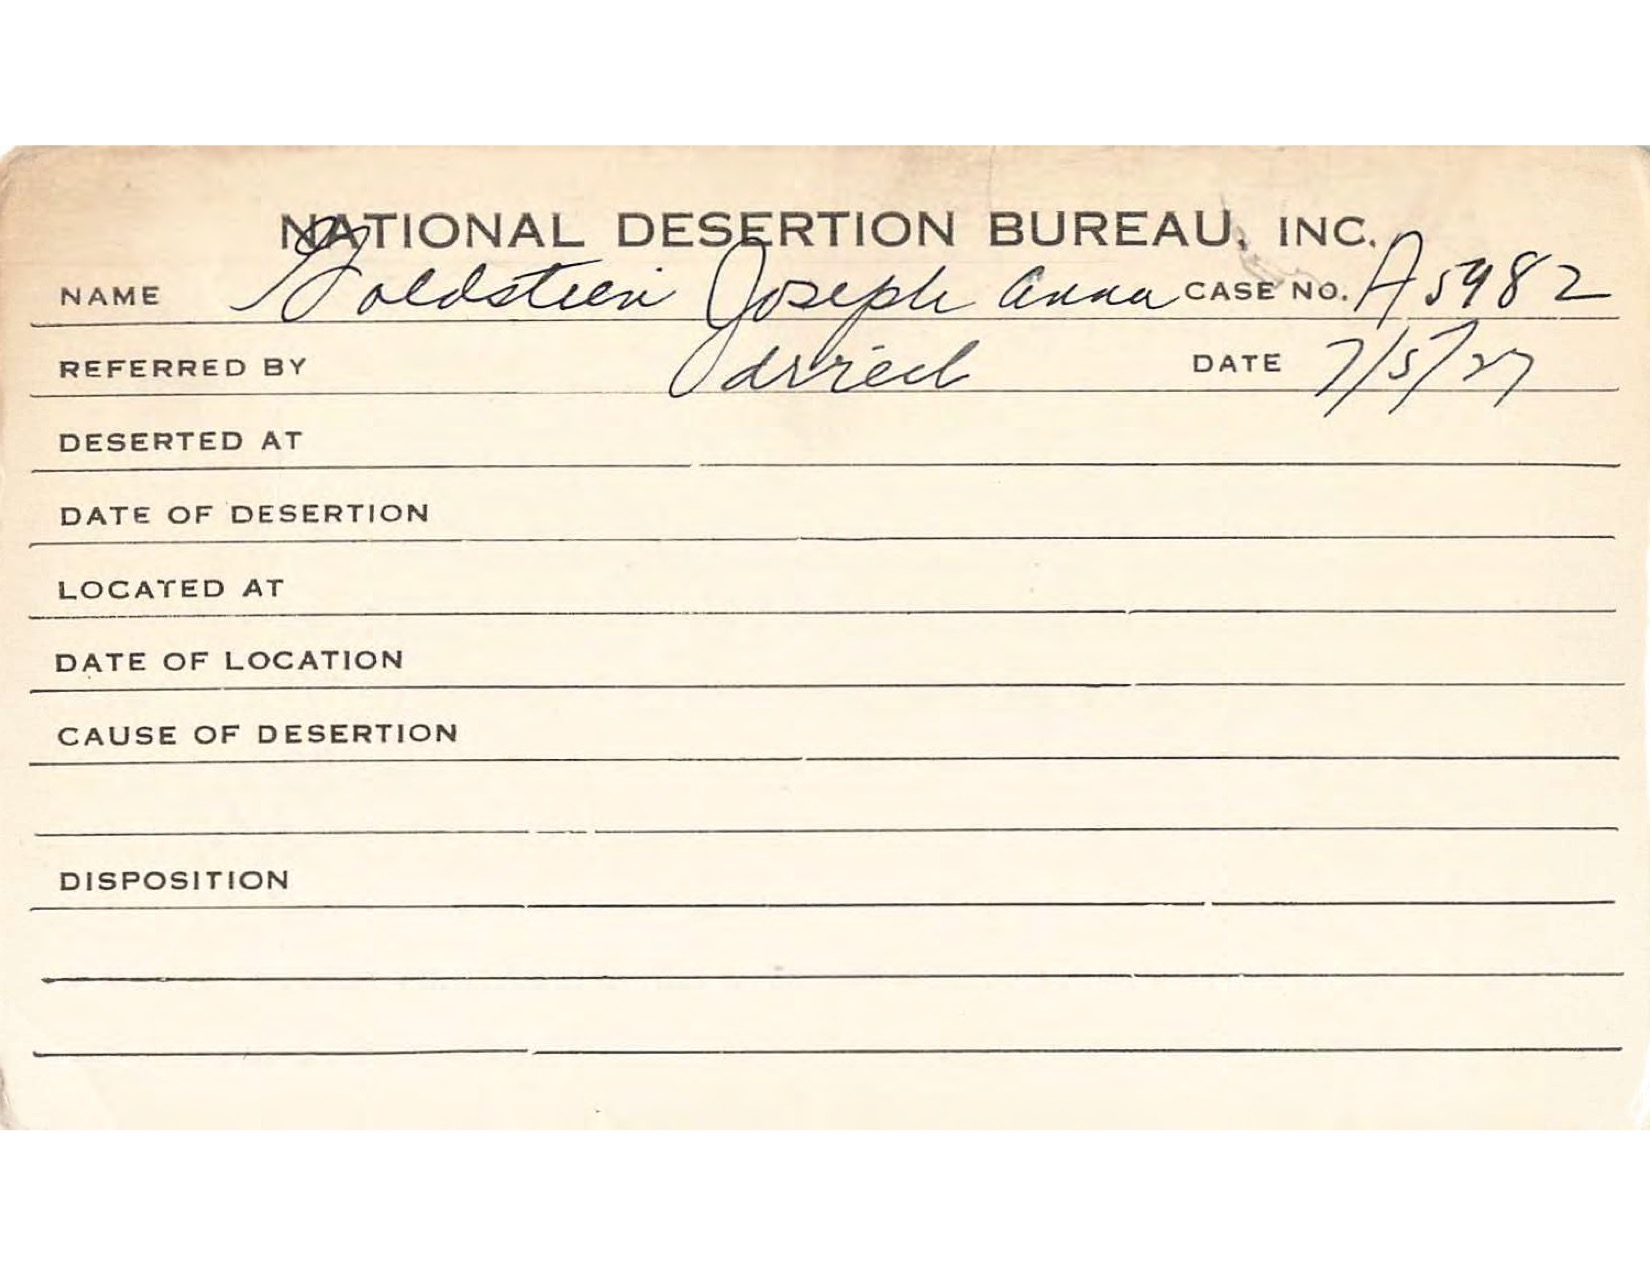 NATIONAL DESERTION BUREAU, INC.
NAME Goldstein Joseph Anna CASE NO. A5982
REFERRED BY DATE 7/5/27
DESERTED AT
DATE OF DESERTION
LOCATED AT
DATE OF LOCATION
CAUSE OF DESERTION
DISPOSITION